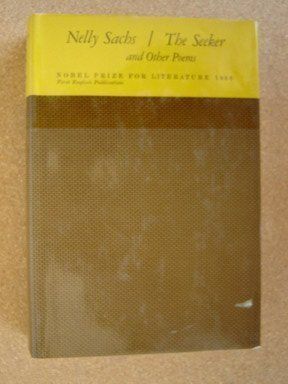 Nelly Sachs / The Seeker
and Other Poems
NOBEL PRIZE FOR LITERATURE 1966
First English Publication